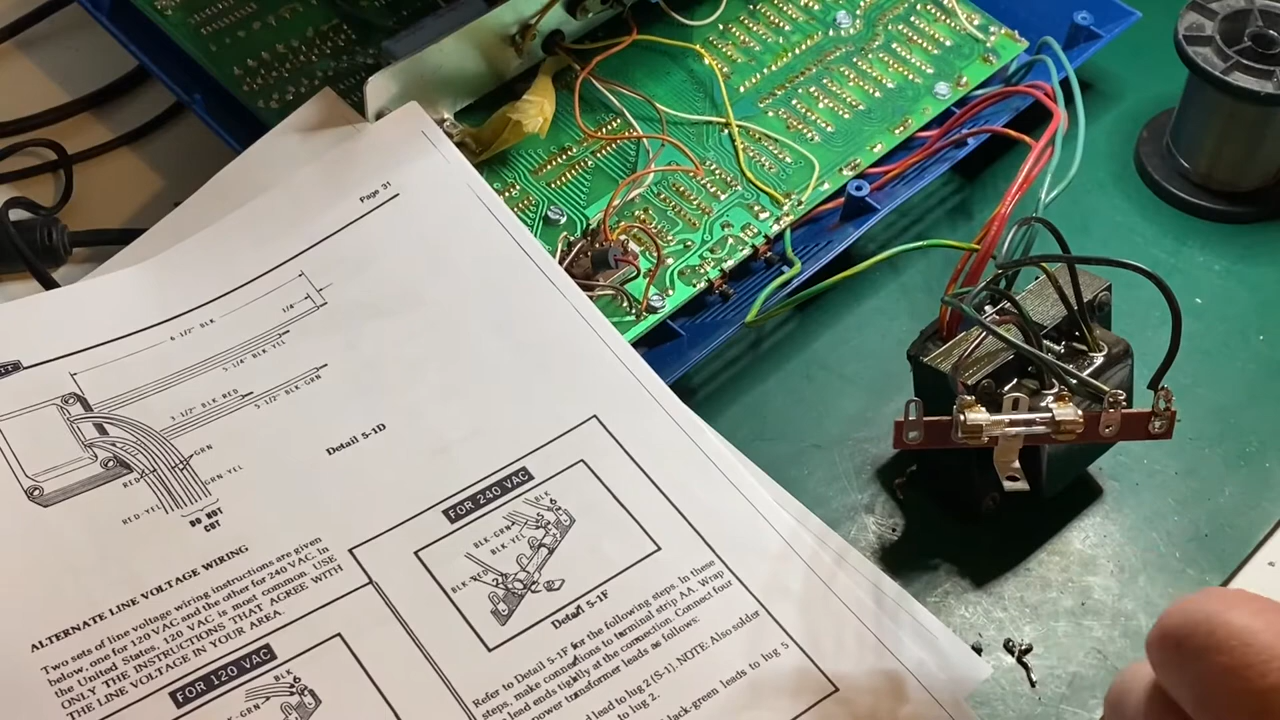 Page 31
6-1/2" BLK
1/4"
5-1/4" BLK-YEL
3-1/2" BLK-RED
5-1/2" BLK-GRN
GRN
RED
GRN-YEL
RED-YEL
DO NOT
CUT
Detail 5-1D
ALTERNATE LINE VOLTAGE WIRING
Two sets of line voltage wiring instructions are given
below, one for 120 VAC and the other for 240 VAC. In
the United States, 120 VAC is most common. USE
ONLY THE INSTRUCTIONS THAT AGREE WITH
THE LINE VOLTAGE IN YOUR AREA.
FOR 120 VAC
6
FOR 240 VAC
BLK
6
BLK-GRN
5
BLK-YEL
BLK-RED
2
Detail 5-1F
Refer to Detail 5-1F for the following steps. In these
steps, make connections to terminal strip AA. Wrap
lead ends tightly at the connection. Connect four
power transformer leads as follows:
lead to lug 2 (S-1). NOTE: Also solder
to lug 2.
black-green leads to lug 5